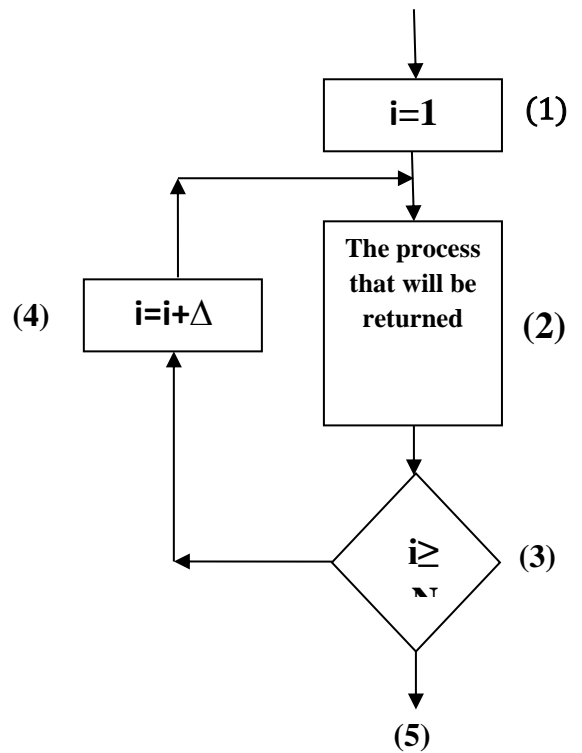 i=1
(1)
The process
that will be
returned
(2)
(4)
i=i+Δ
i≥
N
(3)
(5)